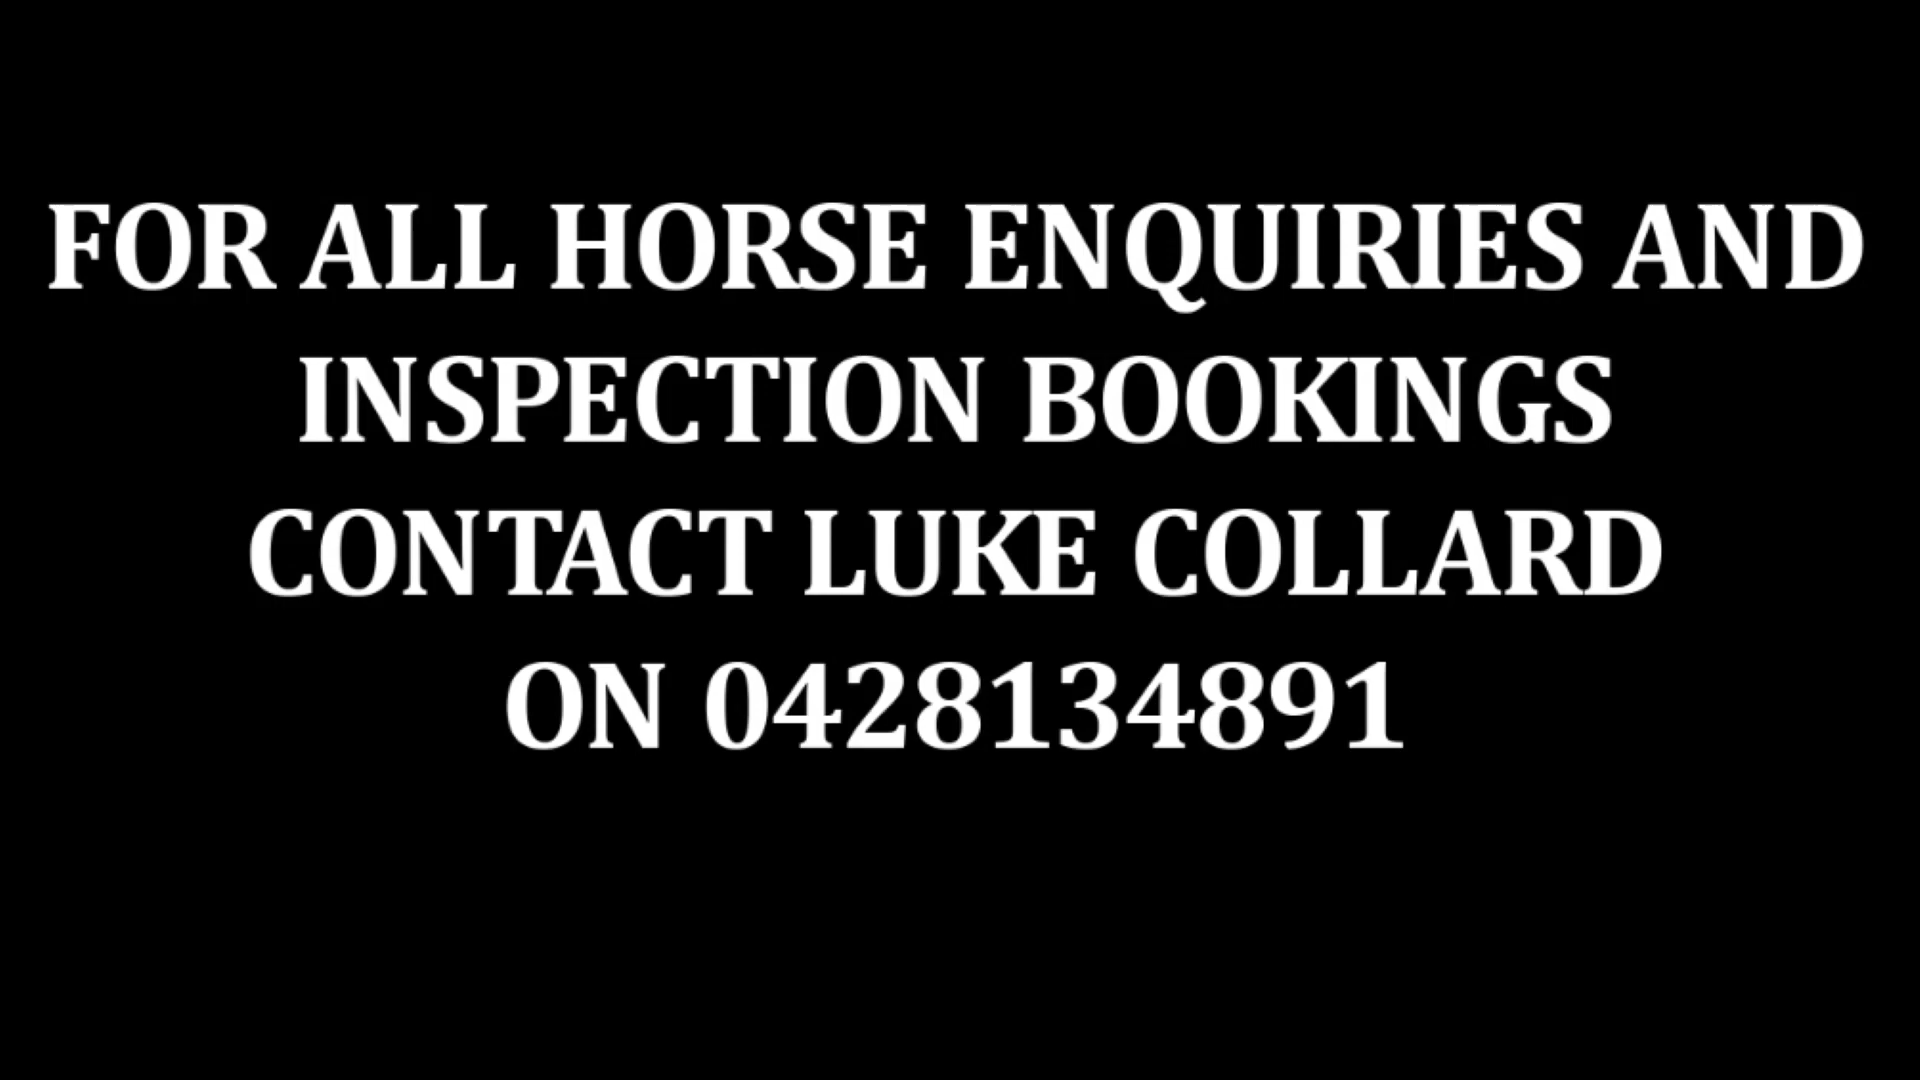 FOR ALL HORSE ENQUIRIES AND
INSPECTION BOOKINGS
CONTACT LUKE COLLARD
ON 0428134891